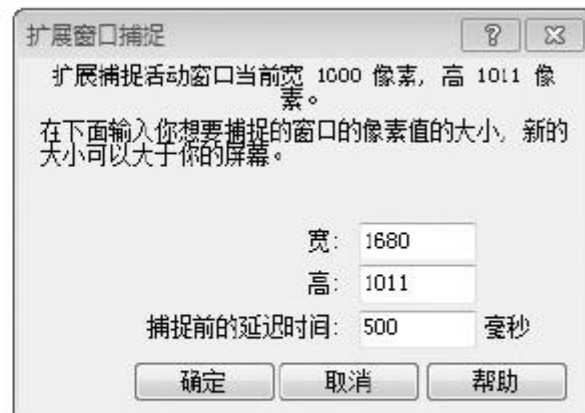 扩展窗口捕捉
扩展捕捉活动窗口当前宽 1000 像素, 高 1011 像
素。
在下面输入你想要捕捉的窗口的像素值的大小, 新的
大小可以大于你的屏幕。
宽: 1680
高: 1011
捕捉前的延迟时间: 500 毫秒
确定 取消 帮助